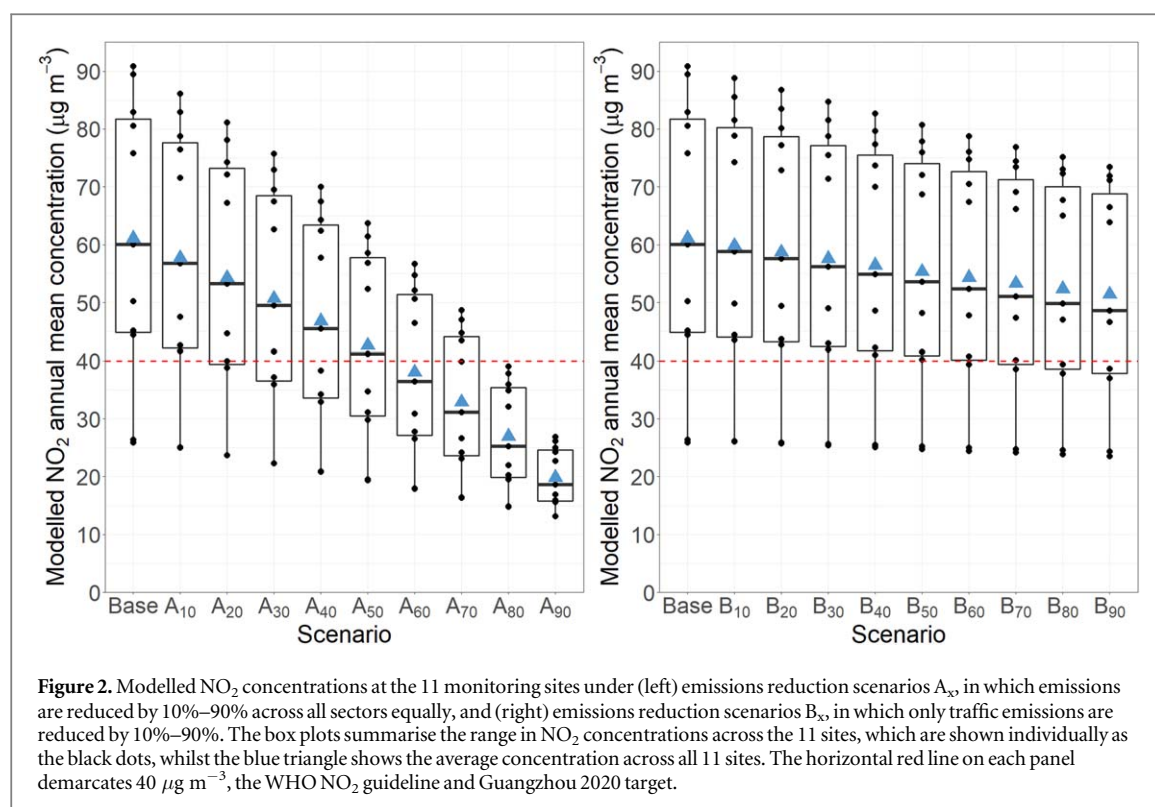 Modelled NO₂ annual mean concentration (μg m⁻³)
90
80
70
60
50
40
30
20
10
0
Base A₁₀ A₂₀ A₃₀ A₄₀ A₅₀ A₆₀ A₇₀ A₈₀ A₉₀
Scenario
Modelled NO₂ annual mean concentration (μg m⁻³)
90
80
70
60
50
40
30
20
10
0
Base B₁₀ B₂₀ B₃₀ B₄₀ B₅₀ B₆₀ B₇₀ B₈₀ B₉₀
Scenario
Figure 2. Modelled NO₂ concentrations at the 11 monitoring sites under (left) emissions reduction scenarios Aₓ, in which emissions
are reduced by 10%–90% across all sectors equally, and (right) emissions reduction scenarios Bₓ, in which only traffic emissions are
reduced by 10%–90%. The box plots summarise the range in NO₂ concentrations across the 11 sites, which are shown individually as
the black dots, whilst the blue triangle shows the average concentration across all 11 sites. The horizontal red line on each panel
demarcates 40 μg m⁻³, the WHO NO₂ guideline and Guangzhou 2020 target.